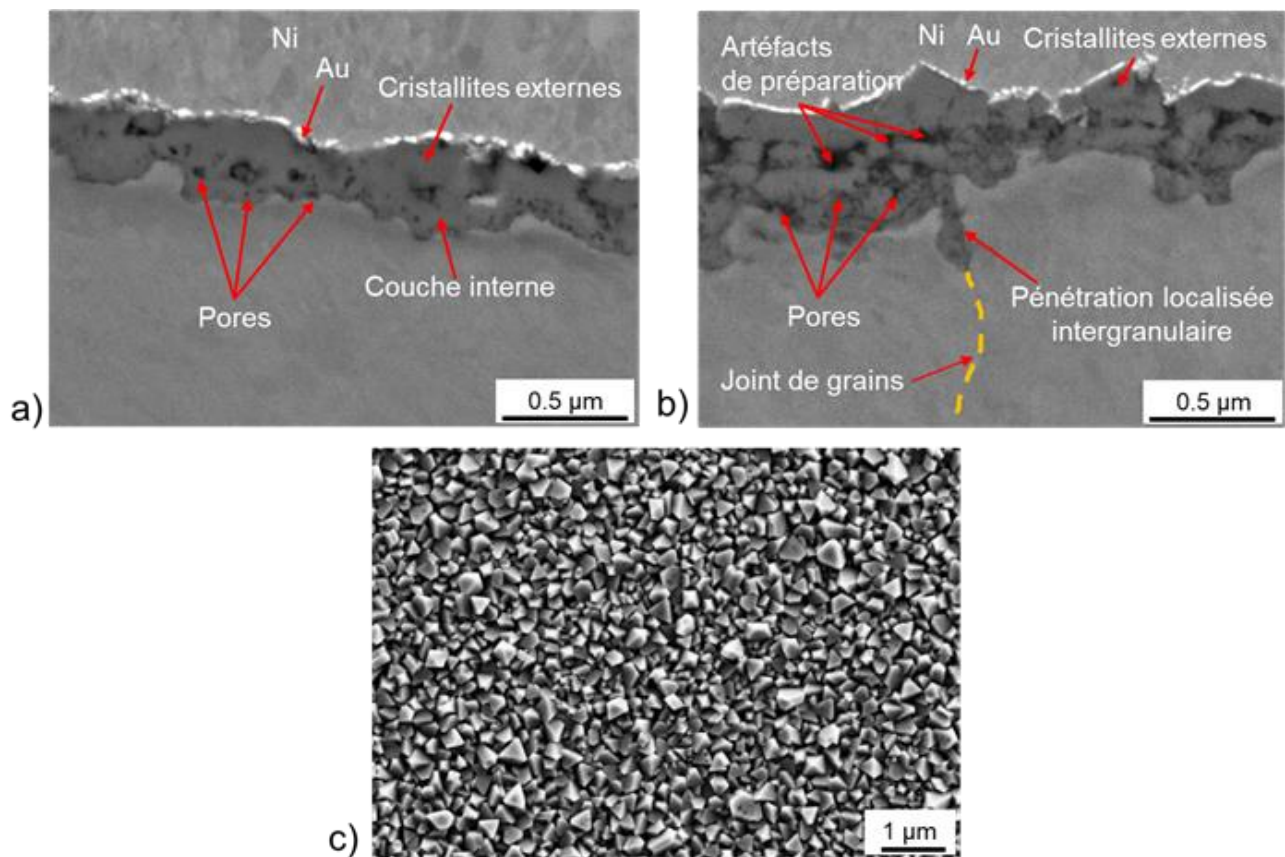 Ni
Au
Cristallites externes
Pores
Couche interne
0.5 µm
a)
Artéfacts
de préparation
Ni Au
Cristallites externes
Pores
Pénétration localisée
intergranulaire
Joint de grains
0.5 µm
b)
1 µm
c)